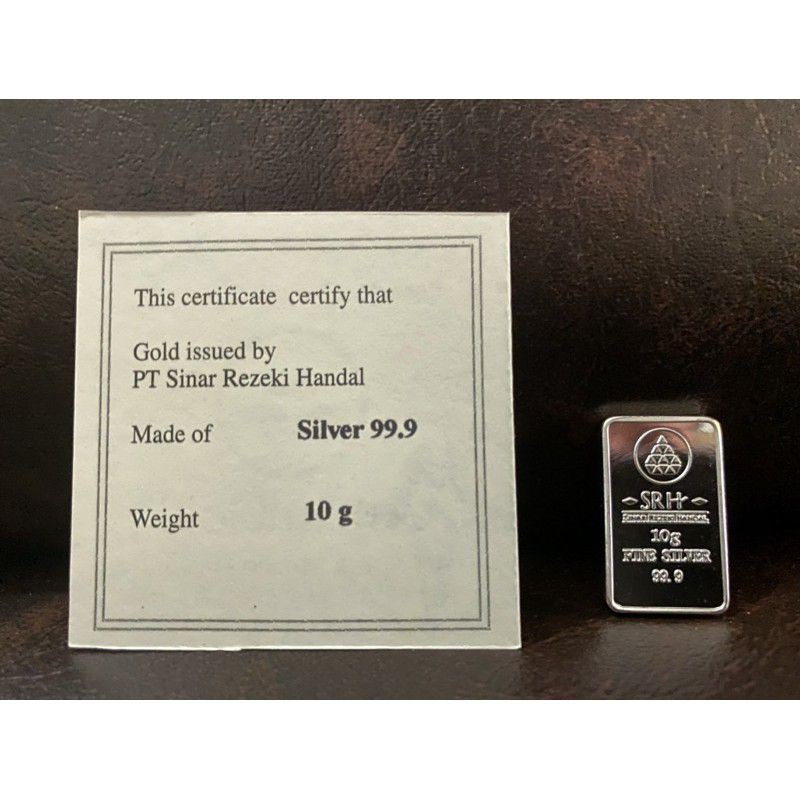 This certificate certify that
Gold issued by
PT Sinar Rezeki Handal
Made of Silver 99.9
Weight 10 g
SRH
SINAR REZEKI HANDAL
10g
FINE SILVER
99.9